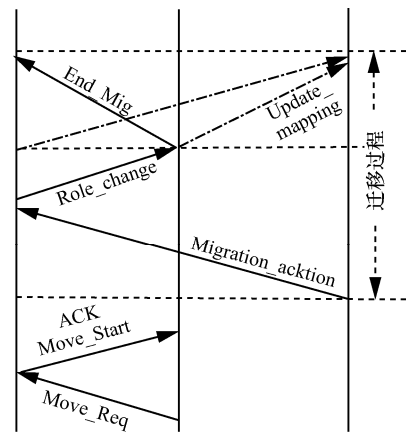 End_Mig
Update_
mapping
Role_change
迁移过程
Migration_acktion
ACK
Move_Start
Move_Req